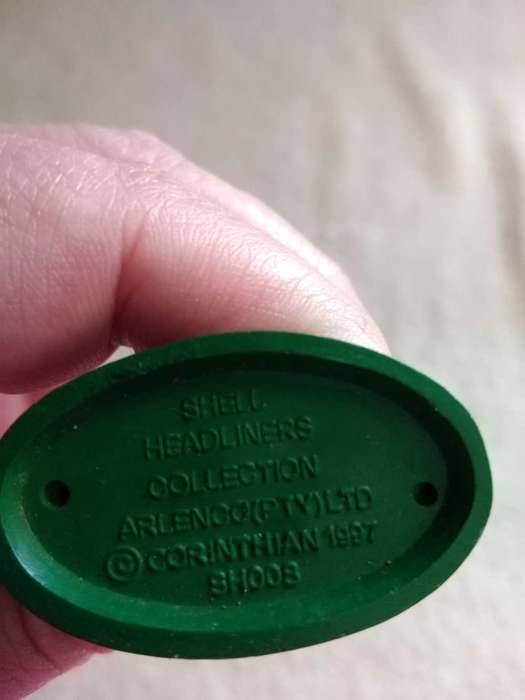 SHELL
HEADLINERS
COLLECTION
ARLENCO(PTY)LTD
© CORINTHIAN 1997
SH008